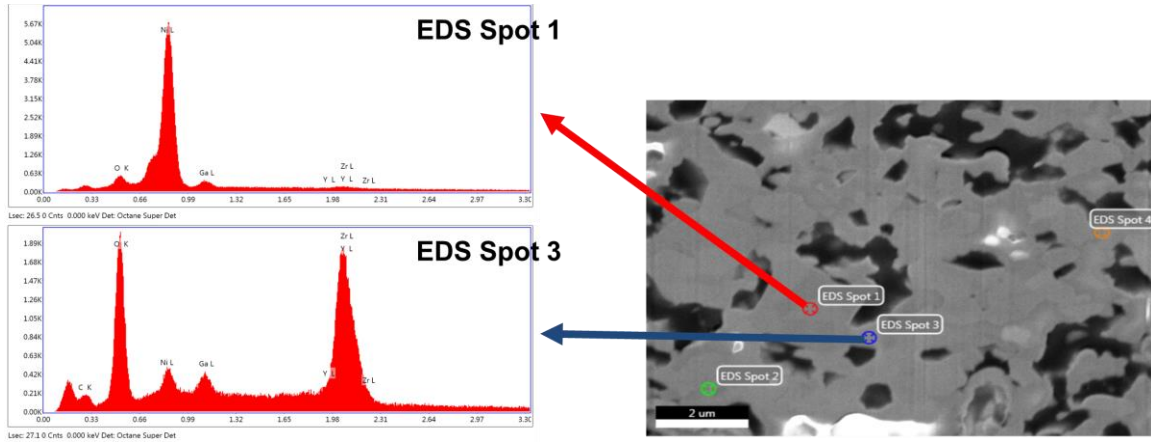 EDS Spot 1
5.67K
5.04K
4.41K
3.78K
3.15K
2.52K
1.89K
1.26K
0.63K
0.00K
Ni L
O K
Ga L
Zr L
Y L Y L
Zr L
0.00 0.33 0.66 0.99 1.32 1.65 1.98 2.31 2.64 2.97 3.30
Lsec: 26.5 0 Cnts 0.000 keV Det: Octane Super Det
EDS Spot 3
1.89K
1.68K
1.47K
1.26K
1.05K
0.84K
0.63K
0.42K
0.21K
0.00K
O K
Zr L
Y L
Ni L
Ga L
C K
Y L
Zr L
0.00 0.33 0.66 0.99 1.32 1.65 1.98 2.31 2.64 2.97 3.30
Lsec: 27.1 0 Cnts 0.000 keV Det: Octane Super Det
EDS Spot 4
EDS Spot 1
EDS Spot 3
EDS Spot 2
2 um